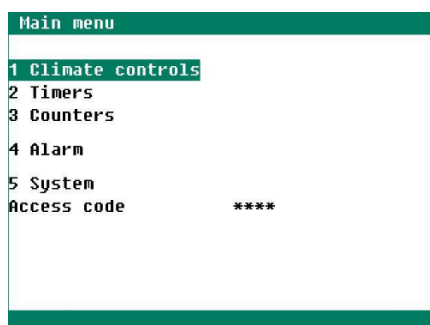 Main menu
1 Climate controls
2 Timers
3 Counters
4 Alarm
5 System
Access code ****